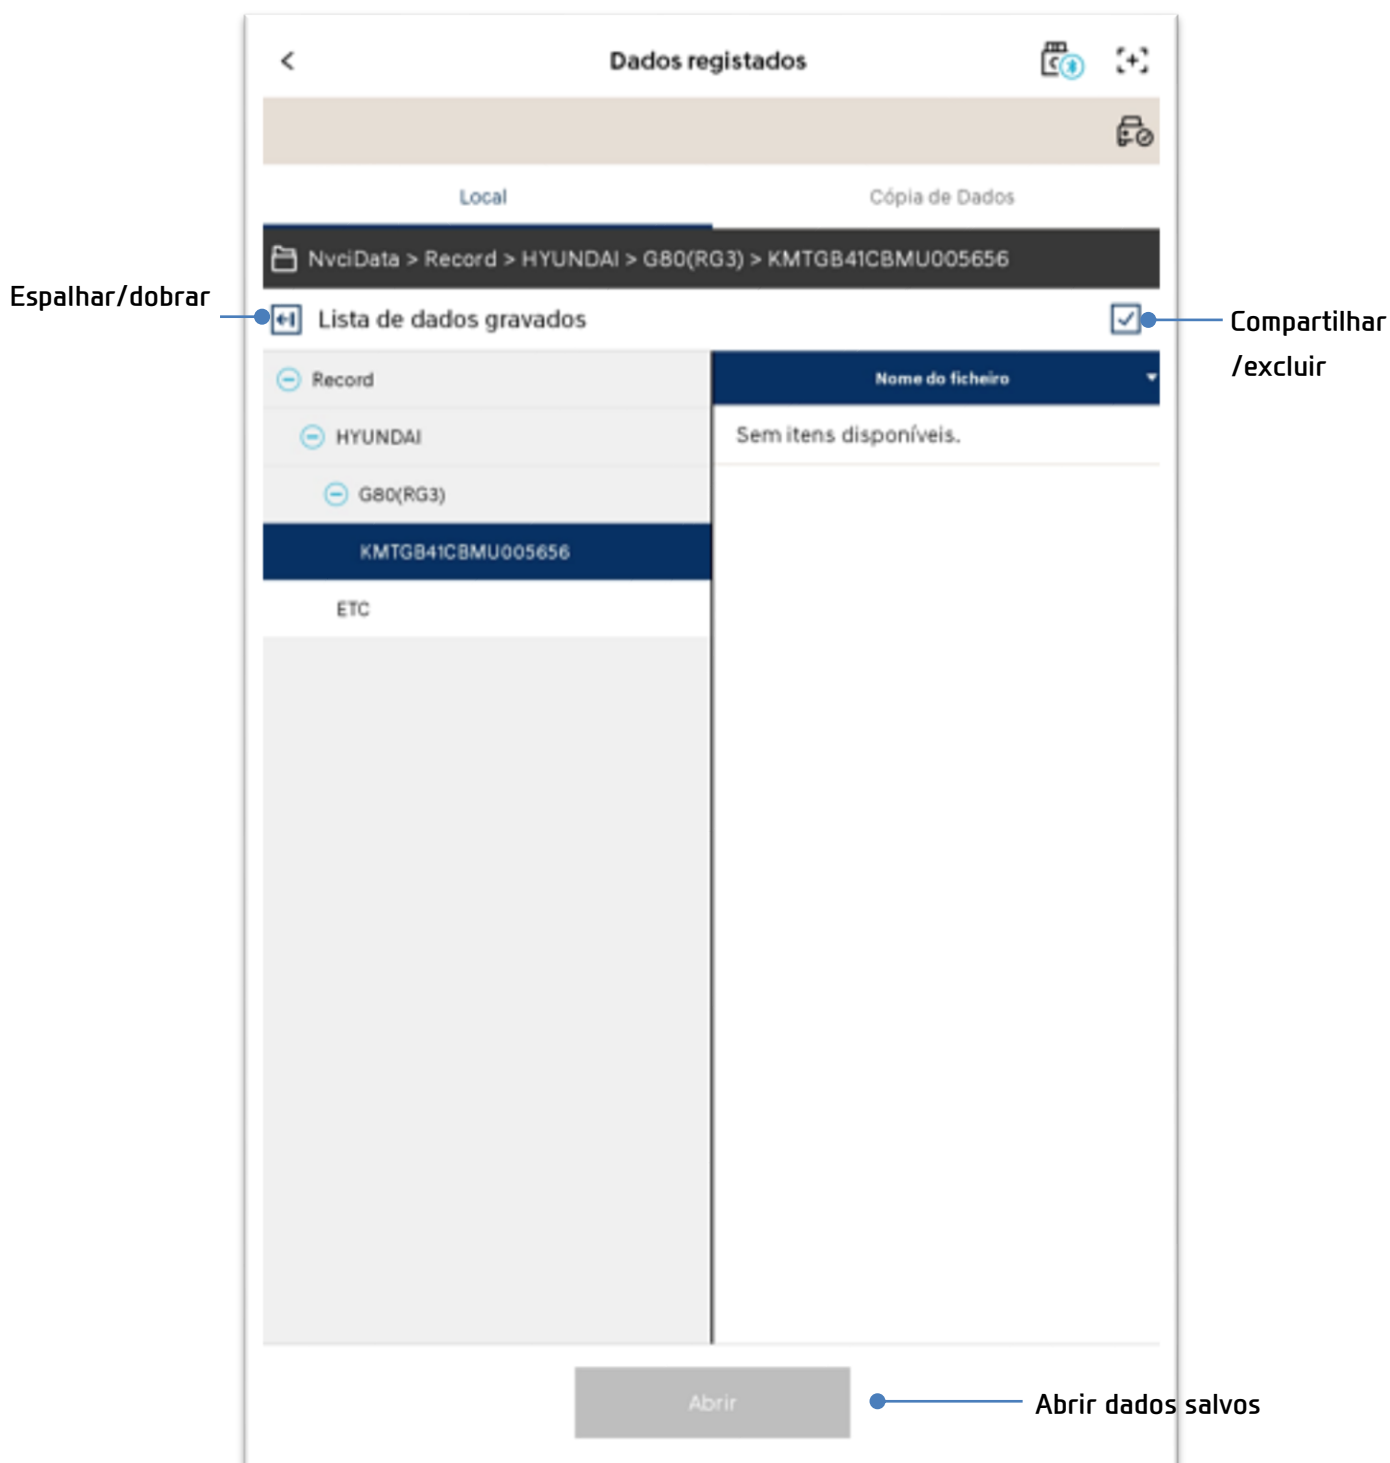 <
Dados registados
Local
Cópia de Dados
NvciData > Record > HYUNDAI > G80(RG3) > KMTGB41CBMU005656
Espalhar/dobrar
Lista de dados gravados
Compartilhar
/excluir
Record
Nome do ficheiro
HYUNDAI
Sem itens disponíveis.
G80(RG3)
KMTGB41CBMU005656
ETC
Abrir
Abrir dados salvos